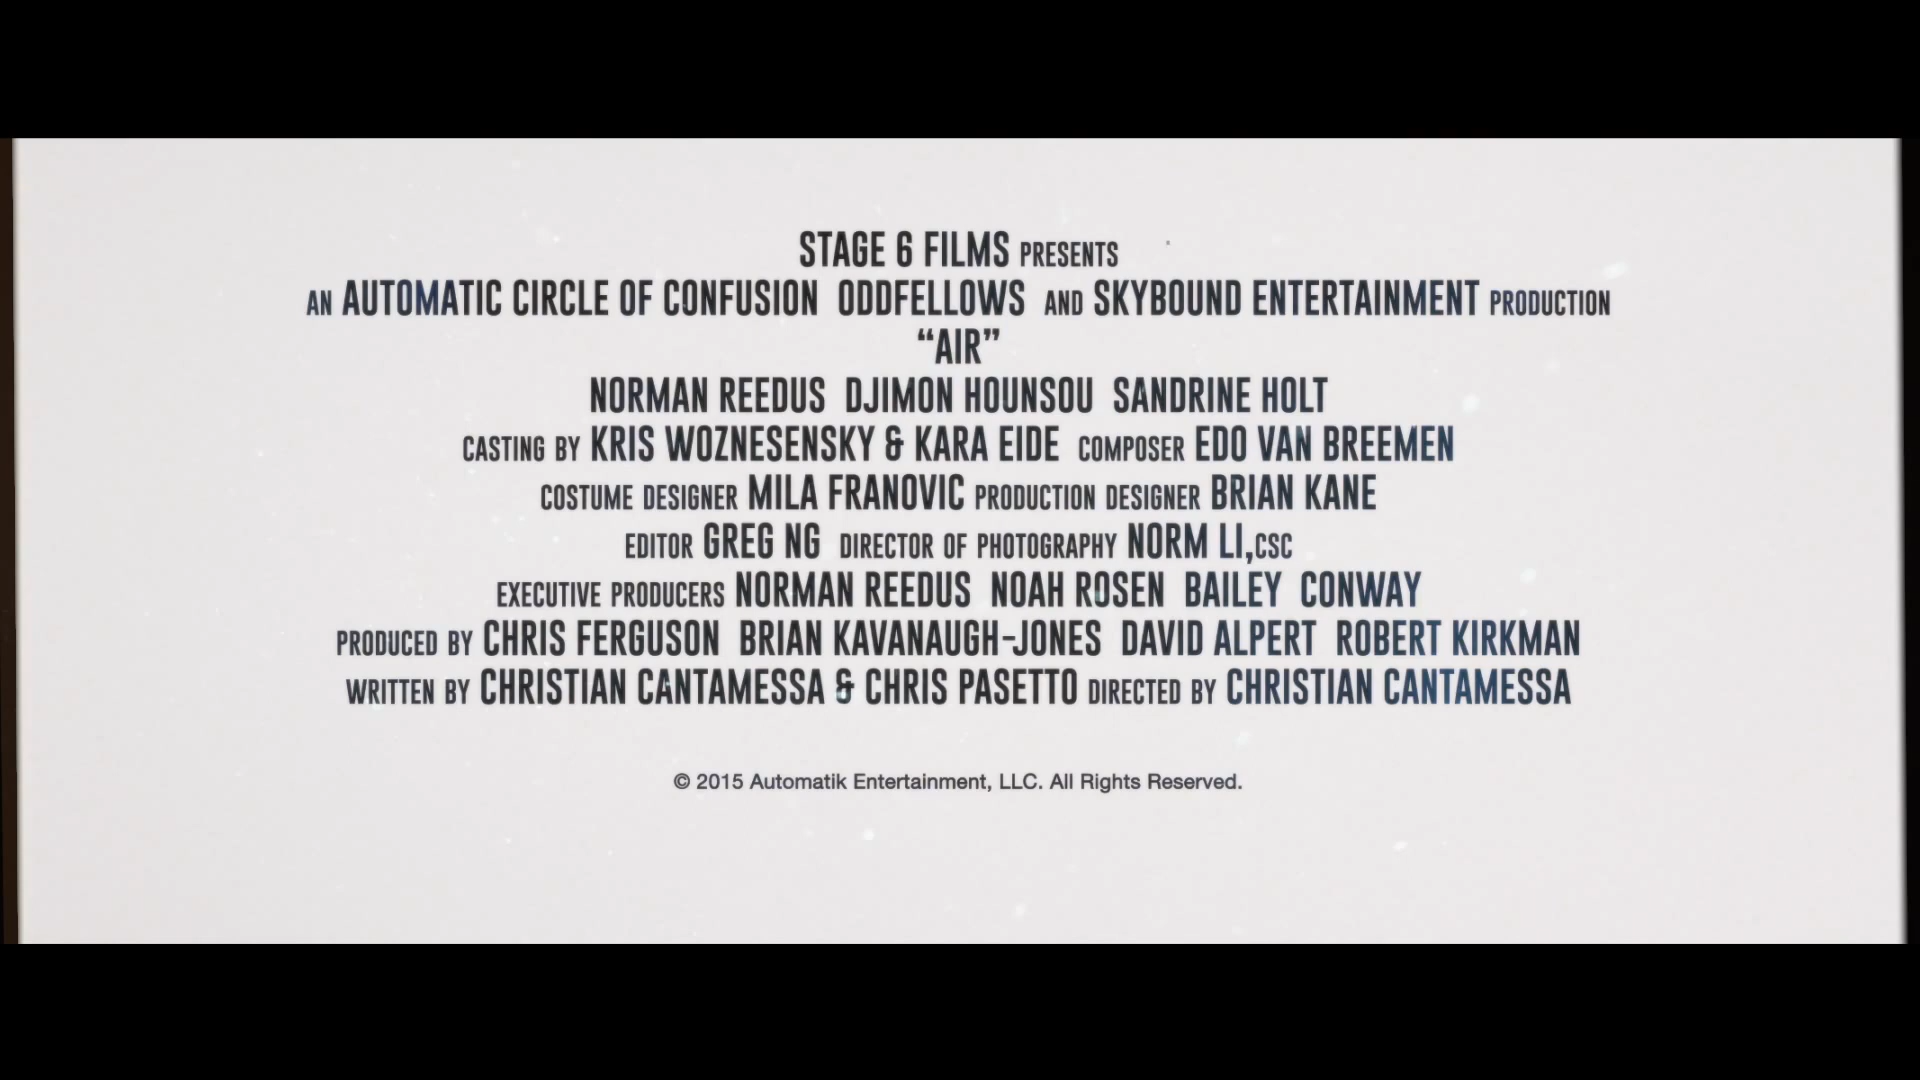 STAGE 6 FILMS PRESENTS
AN AUTOMATIC CIRCLE OF CONFUSION ODDFELLOWS AND SKYBOUND ENTERTAINMENT PRODUCTION
“AIR”
NORMAN REEDUS DJIMON HOUNSOU SANDRINE HOLT
CASTING BY KRIS WOZNESENSKY & KARA EIDE COMPOSER EDO VAN BREEMEN
COSTUME DESIGNER MILA FRANOVIC PRODUCTION DESIGNER BRIAN KANE
EDITOR GREG NG DIRECTOR OF PHOTOGRAPHY NORM LI,CSC
EXECUTIVE PRODUCERS NORMAN REEDUS NOAH ROSEN BAILEY CONWAY
PRODUCED BY CHRIS FERGUSON BRIAN KAVANAUGH-JONES DAVID ALPERT ROBERT KIRKMAN
WRITTEN BY CHRISTIAN CANTAMESSA & CHRIS PASETTO DIRECTED BY CHRISTIAN CANTAMESSA
© 2015 Automatik Entertainment, LLC. All Rights Reserved.